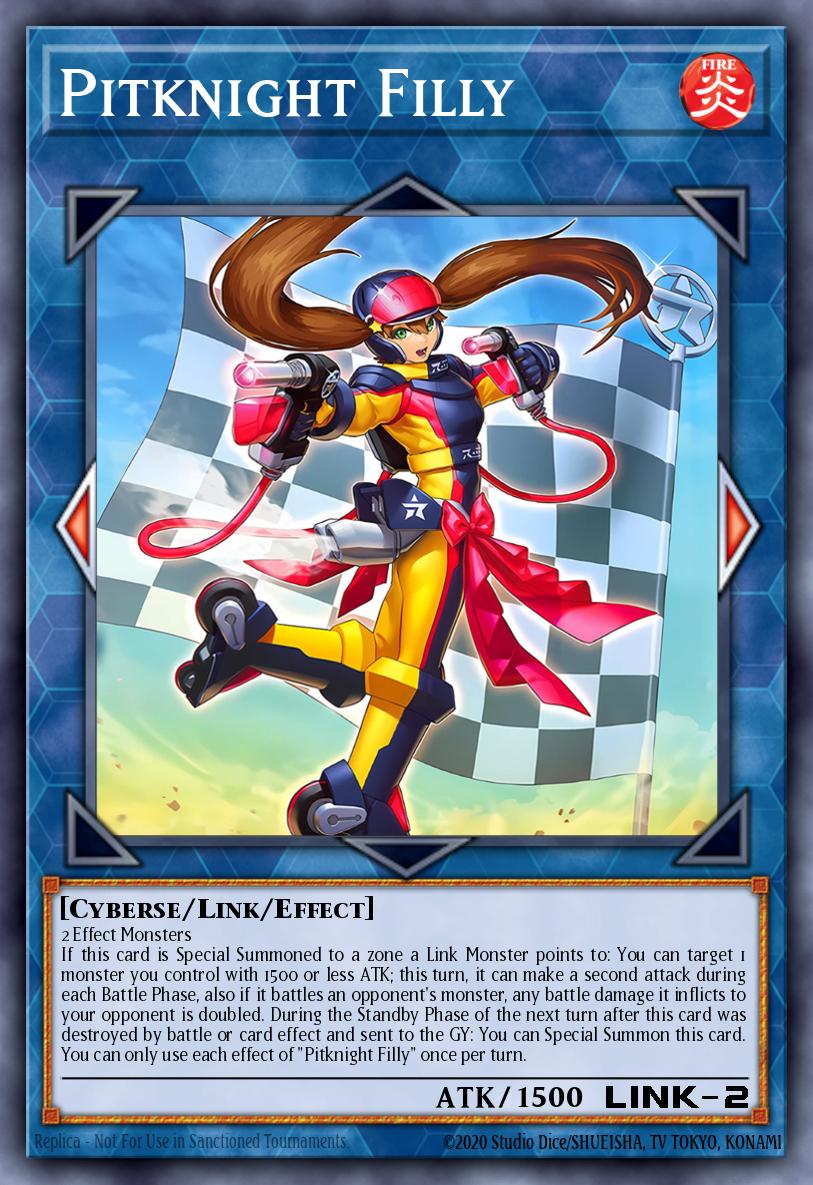 PITKNIGHT FILLY
FIRE
炎
[CYBERSE/LINK/EFFECT]
2 Effect Monsters
If this card is Special Summoned to a zone a Link Monster points to: You can target 1
monster you control with 1500 or less ATK; this turn, it can make a second attack during
each Battle Phase, also if it battles an opponent's monster, any battle damage it inflicts to
your opponent is doubled. During the Standby Phase of the next turn after this card was
destroyed by battle or card effect and sent to the GY: You can Special Summon this card.
You can only use each effect of "Pitknight Filly" once per turn.
ATK/1500 LINK-2
Replica - Not For Use in Sanctioned Tournaments.
©2020 Studio Dice/SHUEISHA, TV TOKYO, KONAMI